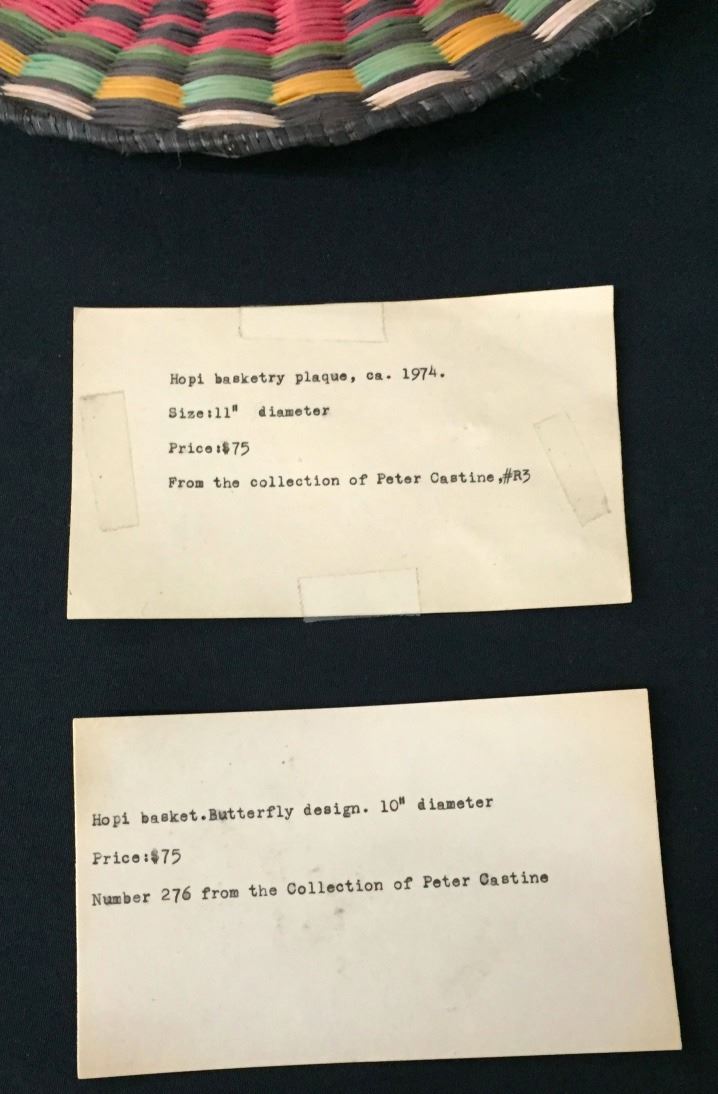 Hopi basketry plaque, ca. 1974.
Size:11" diameter
Price:$75
From the collection of Peter Castine,#R3
Hopi basket.Butterfly design. 10" diameter
Price:$75
Number 276 from the Collection of Peter Castine